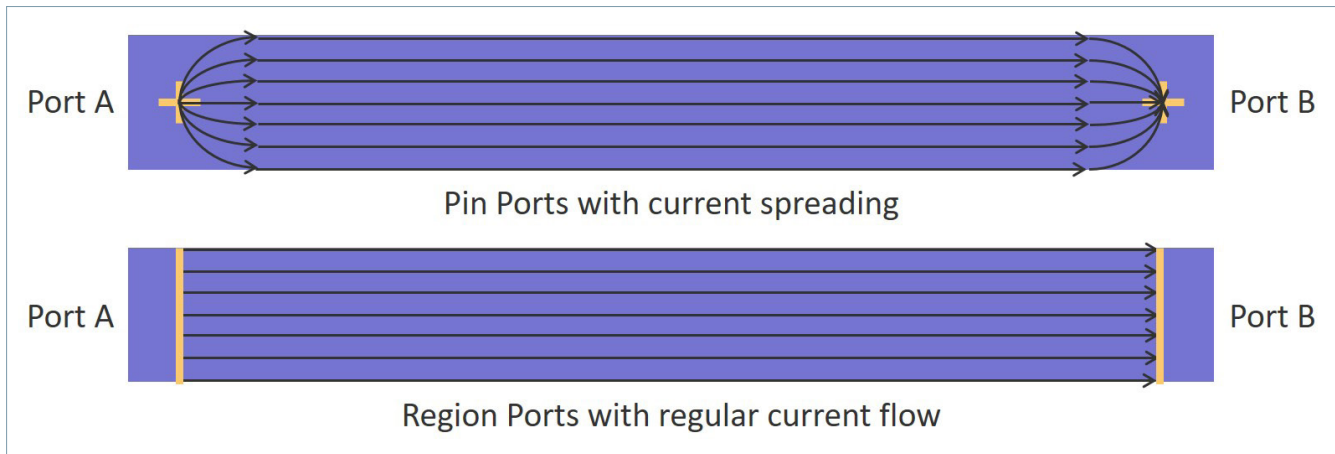 Port A
Port B
Pin Ports with current spreading
Port A
Port B
Region Ports with regular current flow